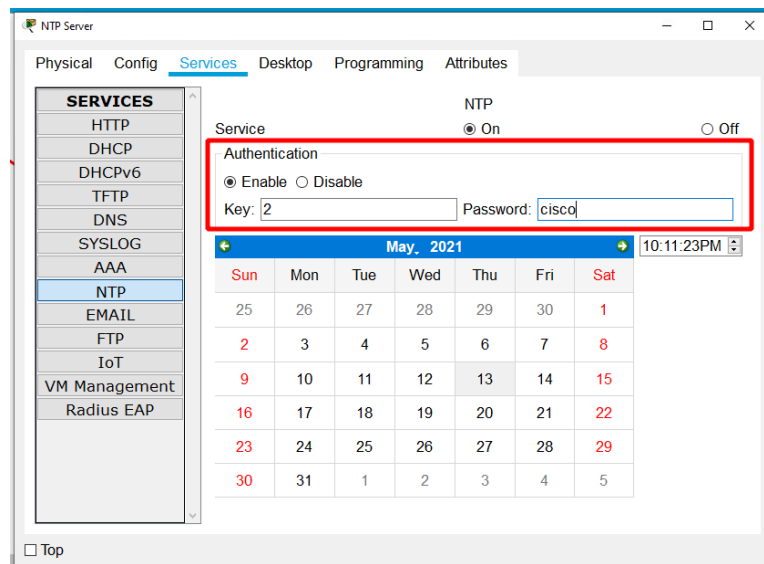 NTP Server
Physical Config Services Desktop Programming Attributes
SERVICES
HTTP
DHCP
DHCPv6
TFTP
DNS
SYSLOG
AAA
NTP
EMAIL
FTP
IoT
VM Management
Radius EAP
NTP
Service On Off
Authentication
Enable Disable
Key: 2 Password: cisco
May, 2021 10:11:23PM
Sun Mon Tue Wed Thu Fri Sat
25 26 27 28 29 30 1
2 3 4 5 6 7 8
9 10 11 12 13 14 15
16 17 18 19 20 21 22
23 24 25 26 27 28 29
30 31 1 2 3 4 5
Top